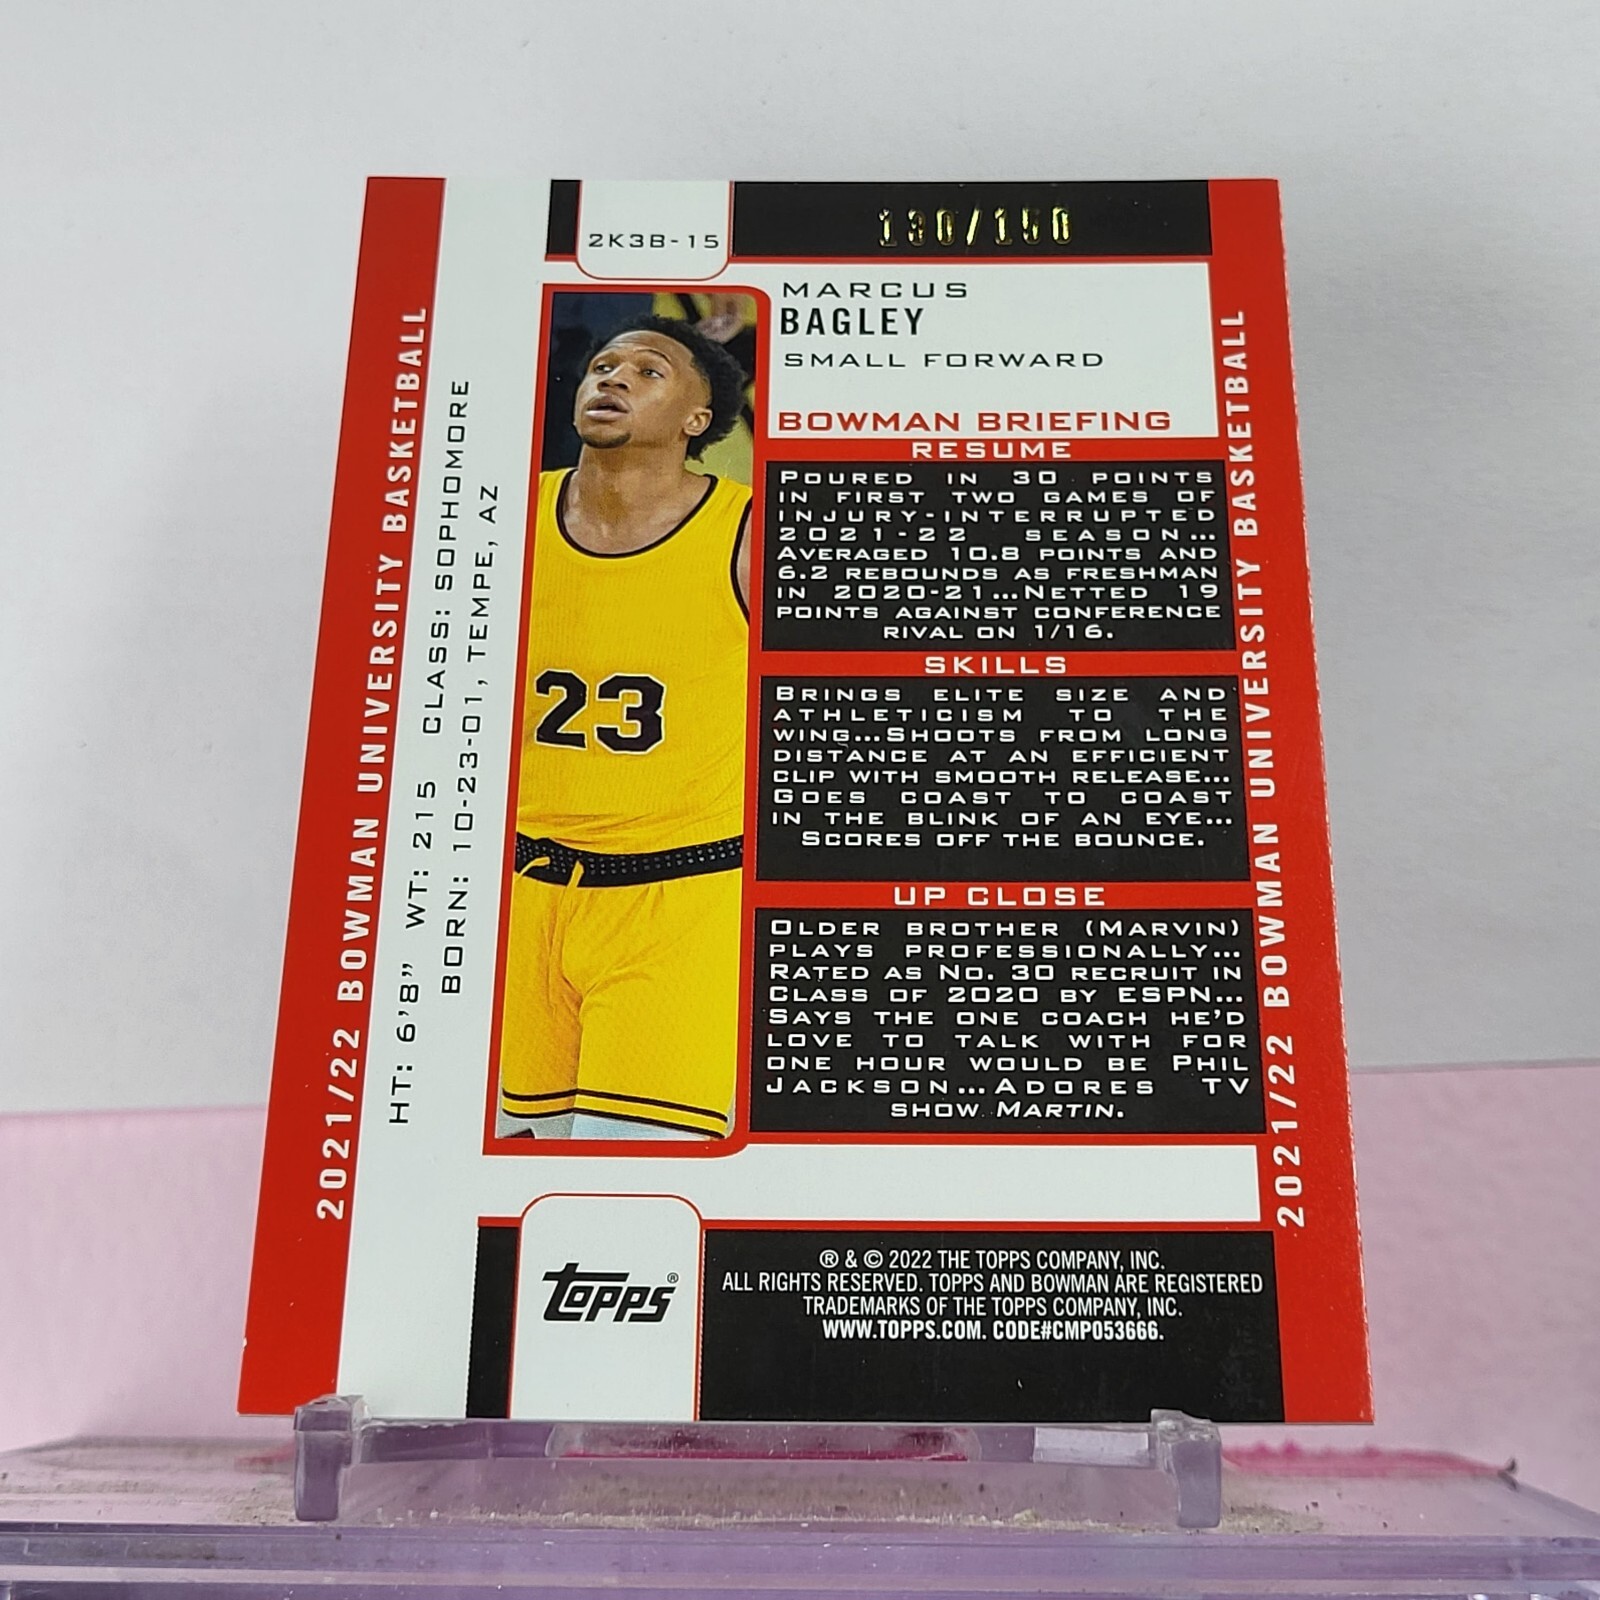 2K3B-15
130/150
MARCUS
BAGLEY
SMALL FORWARD
BOWMAN BRIEFING
RESUME
POURED IN 30 POINTS
IN FIRST TWO GAMES OF
INJURY-INTERRUPTED
2021-22 SEASON...
AVERAGED 10.8 POINTS AND
6.2 REBOUNDS AS FRESHMAN
IN 2020-21...NETTED 19
POINTS AGAINST CONFERENCE
RIVAL ON 1/16.
SKILLS
BRINGS ELITE SIZE AND
ATHLETICISM TO THE
WING...SHOOTS FROM LONG
DISTANCE AT AN EFFICIENT
CLIP WITH SMOOTH RELEASE...
GOES COAST TO COAST
IN THE BLINK OF AN EYE...
SCORES OFF THE BOUNCE.
UP CLOSE
OLDER BROTHER (MARVIN)
PLAYS PROFESSIONALLY...
RATED AS NO. 30 RECRUIT IN
CLASS OF 2020 BY ESPN...
SAYS THE ONE COACH HE'D
LOVE TO TALK WITH FOR
ONE HOUR WOULD BE PHIL
JACKSON...ADORES TV
SHOW MARTIN.
2021/22 BOWMAN UNIVERSITY BASKETBALL
HT: 6'8" WT: 215 CLASS: SOPHOMORE
BORN: 10-23-01, TEMPE, AZ
23
2021/22 BOWMAN UNIVERSITY BASKETBALL
topps®
® & © 2022 THE TOPPS COMPANY, INC.
ALL RIGHTS RESERVED. TOPPS AND BOWMAN ARE REGISTERED
TRADEMARKS OF THE TOPPS COMPANY, INC.
WWW.TOPPS.COM. CODE#CMP053666.